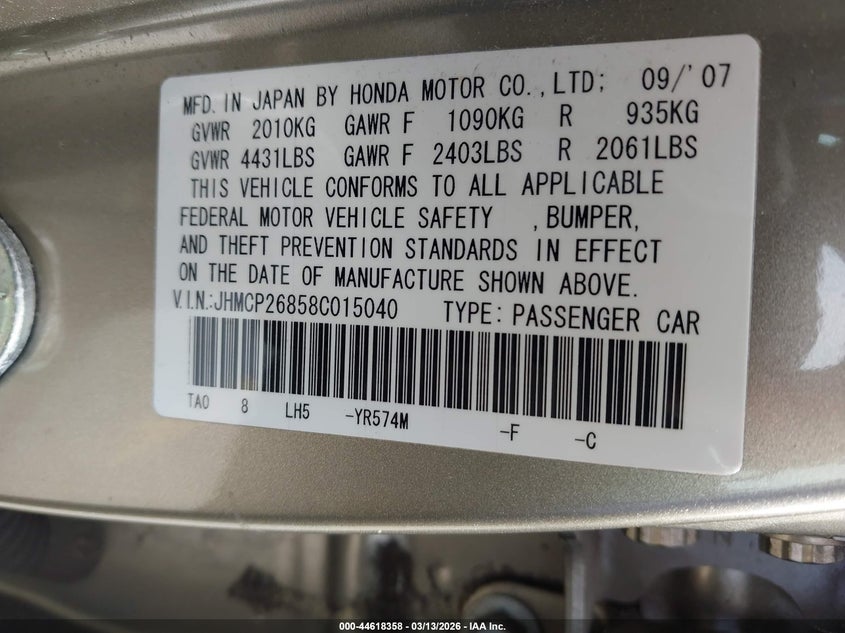 MFD. IN JAPAN BY HONDA MOTOR CO.,LTD; 09/'07
GVWR 2010KG GAWR F 1090KG R 935KG
GVWR 4431LBS GAWR F 2403LBS R 2061LBS
THIS VEHICLE CONFORMS TO ALL APPLICABLE
FEDERAL MOTOR VEHICLE SAFETY ,BUMPER,
AND THEFT PREVENTION STANDARDS IN EFFECT
ON THE DATE OF MANUFACTURE SHOWN ABOVE.
V.I.N.:JHMCP26858C015040 TYPE: PASSENGER CAR
TA0 8 LH5 -YR574M -F -C
000-44618358 - 03/13/2026 - IAA Inc.